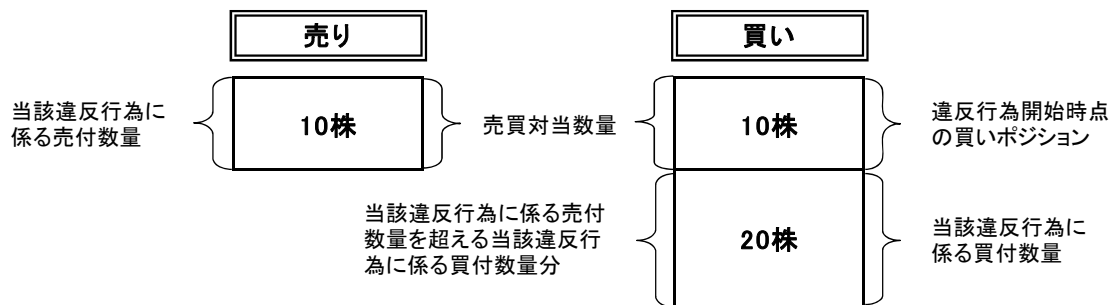 売り
買い
当該違反行為に
係る売付数量
10株
売買対当数量
10株
違反行為開始時点
の買いポジション
当該違反行為に係る売付
数量を超える当該違反行
為に係る買付数量分
20株
当該違反行為に
係る買付数量